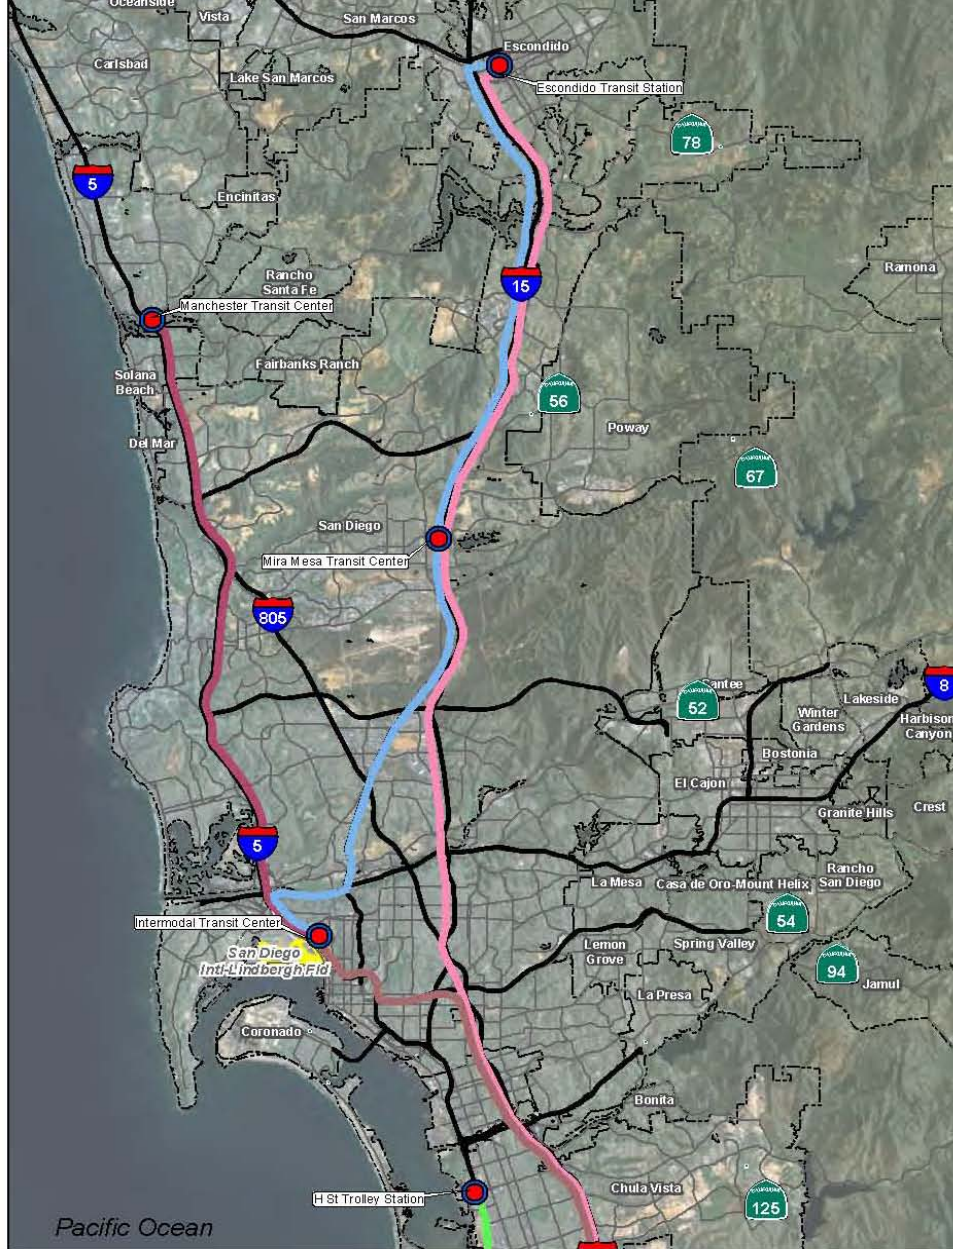 Oceanside
Vista
San Marcos
Escondido
Carlsbad
Lake San Marcos
Escondido Transit Station
78
5
Encinitas
Rancho
Santa Fe
15
Ramona
Manchester Transit Center
Fairbanks Ranch
Solana
Beach
56
Del Mar
Poway
67
San Diego
Mira Mesa Transit Center
805
Santee
52
8
Lakeside
Winter
Gardens
Harbison
Canyon
Bostonia
El Cajon
Granite Hills
Crest
5
La Mesa
Casa de Oro-Mount Helix
Rancho
San Diego
54
Intermodal Transit Center
San Diego
Intl-Lindbergh Fld
Lemon
Grove
Spring Valley
94
Jamul
La Presa
Coronado
Bonita
H St Trolley Station
Chula Vista
125
Pacific Ocean